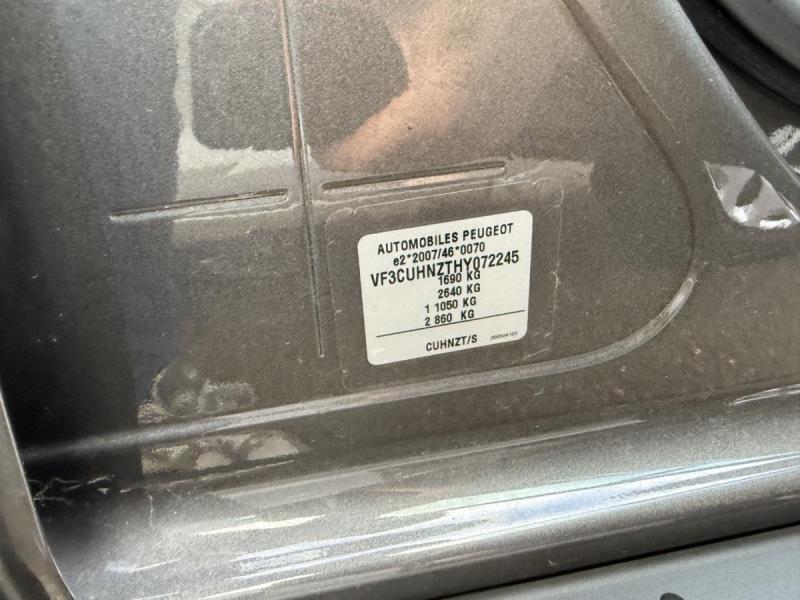 AUTOMOBILES PEUGEOT
e2*2007/46*0070
VF3CUHNZTHY072245
1690 KG
2640 KG
1 1050 KG
2 860 KG
CUHNZT/S